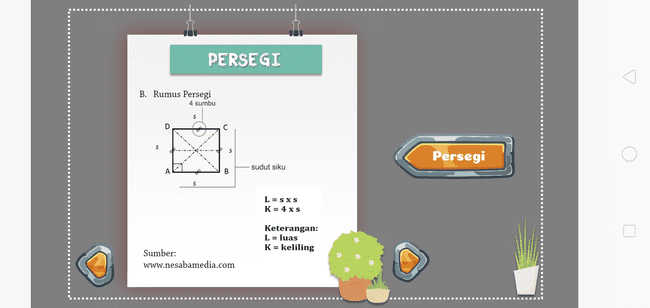 PERSEGI
B. Rumus Persegi
4 sumbu
s
D
C
s
s
sudut siku
A
B
s
L = s x s
K = 4 x s
Keterangan:
L = luas
K = keliling
Sumber:
www.nesabamedia.com
Persegi